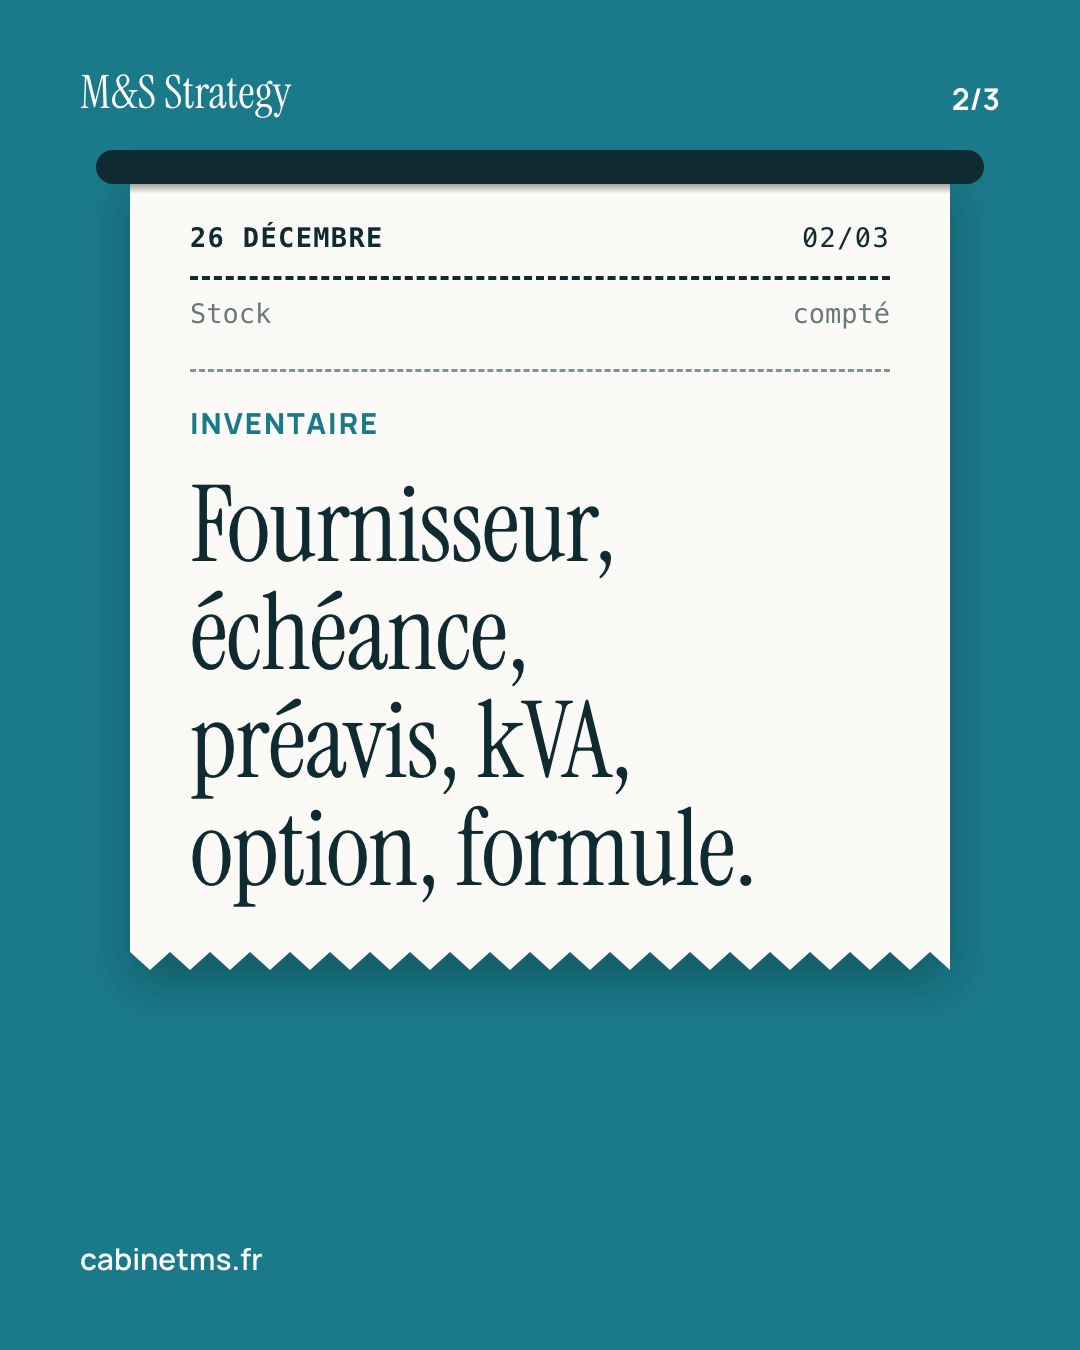 M&S Strategy
2/3
26 DÉCEMBRE 02/03
Stock compté
INVENTAIRE
Fournisseur,
échéance,
préavis, kVA,
option, formule.
cabinetms.fr